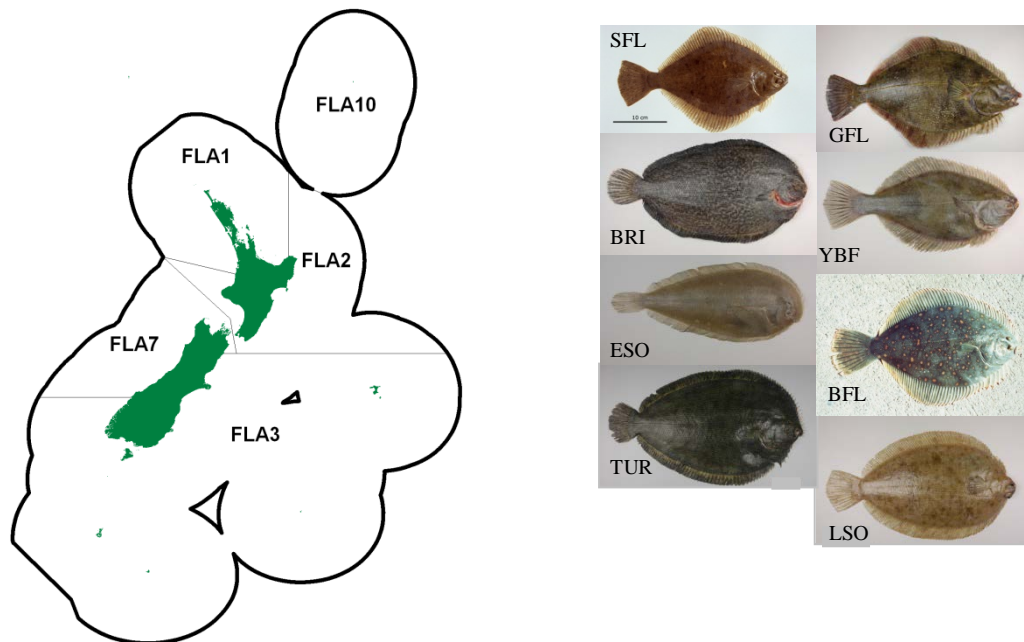 FLA10
FLA1
FLA2
FLA7
FLA3
SFL
10 cm
GFL
BRI
YBF
ESO
BFL
TUR
LSO